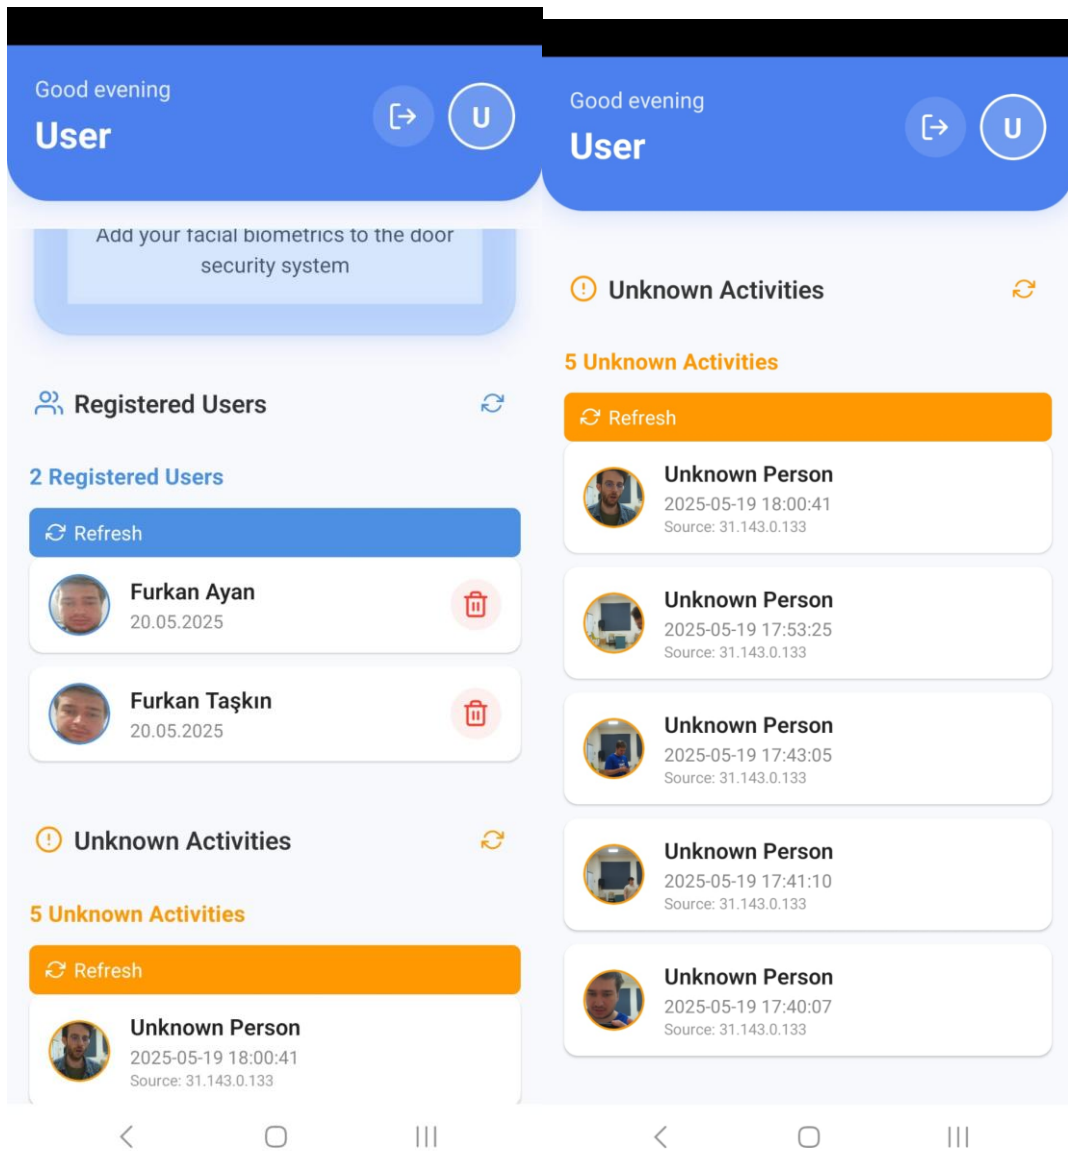 Good evening
User
U
Add your facial biometrics to the door
security system
Registered Users
2 Registered Users
Refresh
Furkan Ayan
20.05.2025
Furkan Taşkın
20.05.2025
Unknown Activities
5 Unknown Activities
Refresh
Unknown Person
2025-05-19 18:00:41
Source: 31.143.0.133
Good evening
User
U
Unknown Activities
5 Unknown Activities
Refresh
Unknown Person
2025-05-19 18:00:41
Source: 31.143.0.133
Unknown Person
2025-05-19 17:53:25
Source: 31.143.0.133
Unknown Person
2025-05-19 17:43:05
Source: 31.143.0.133
Unknown Person
2025-05-19 17:41:10
Source: 31.143.0.133
Unknown Person
2025-05-19 17:40:07
Source: 31.143.0.133